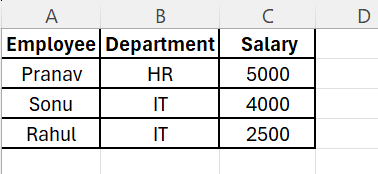 A B C D
Employee Department Salary
Pranav HR 5000
Sonu IT 4000
Rahul IT 2500